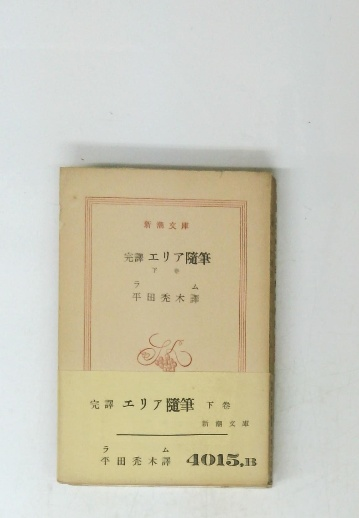 新潮文庫
完譯 エリア隨筆
下巻
ラム
平田禿木譯
完譯 エリア隨筆 下巻
新潮文庫
ラム
平田禿木譯 4015.B